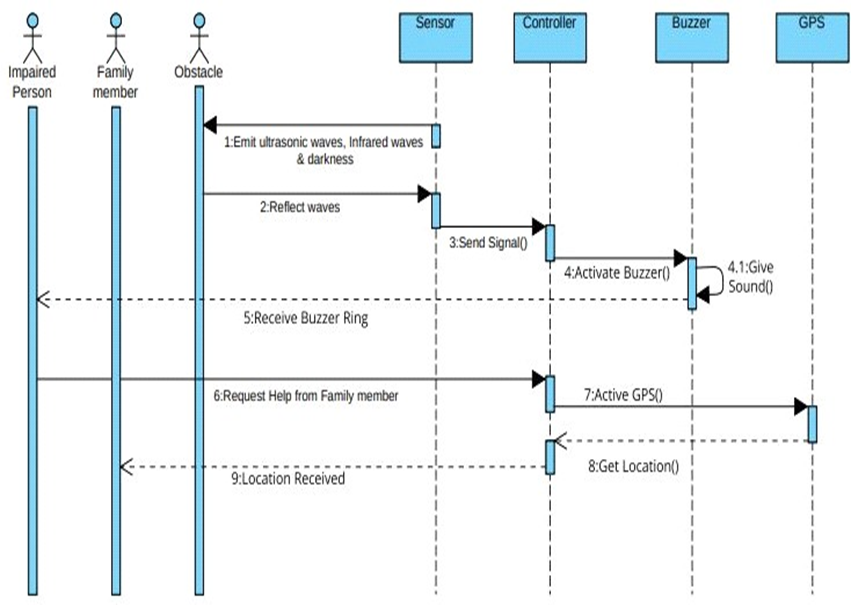 Sensor
Controller
Buzzer
GPS
Impaired
Person
Family
member
Obstacle
1:Emit ultrasonic waves, Infrared waves
& darkness
2:Reflect waves
3:Send Signal()
4:Activate Buzzer()
4.1:Give
Sound()
5:Receive Buzzer Ring
6:Request Help from Family member
7:Active GPS()
8:Get Location()
9:Location Received